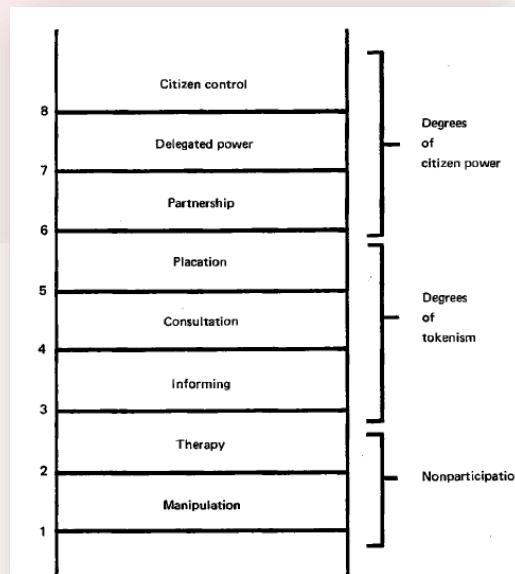 Citizen control
8
Delegated power
7
Partnership
6
Placation
5
Consultation
4
Informing
3
Therapy
2
Manipulation
1
Degrees
of
citizen power
Degrees
of
tokenism
Nonparticipatio